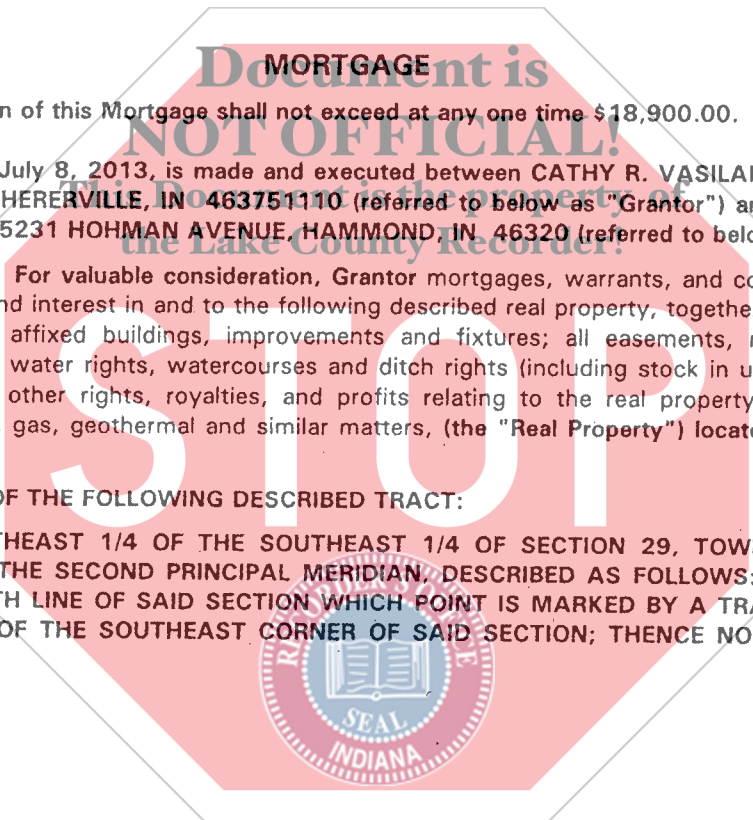 Document is
MORTGAGE
n of this Mortgage shall not exceed at any one time $18,900.00.
NOT OFFICIAL!
July 8, 2013, is made and executed between CATHY R. VASILA
This Document is the property of
HERERVILLE, IN 463751110 (referred to below as "Grantor") a
5231 HOHMAN AVENUE, HAMMOND, IN 46320 (referred to belo
the Lake County Recorder!
For valuable consideration, Grantor mortgages, warrants, and co
nd interest in and to the following described real property, togethe
affixed buildings, improvements and fixtures; all easements,
water rights, watercourses and ditch rights (including stock in u
other rights, royalties, and profits relating to the real property
gas, geothermal and similar matters, (the "Real Property") locat
STOP
OF THE FOLLOWING DESCRIBED TRACT:
THEAST 1/4 OF THE SOUTHEAST 1/4 OF SECTION 29, TOW
THE SECOND PRINCIPAL MERIDIAN, DESCRIBED AS FOLLOWS:
TH LINE OF SAID SECTION WHICH POINT IS MARKED BY A TRA
OF THE SOUTHEAST CORNER OF SAID SECTION; THENCE NO
SEAL
INDIANA